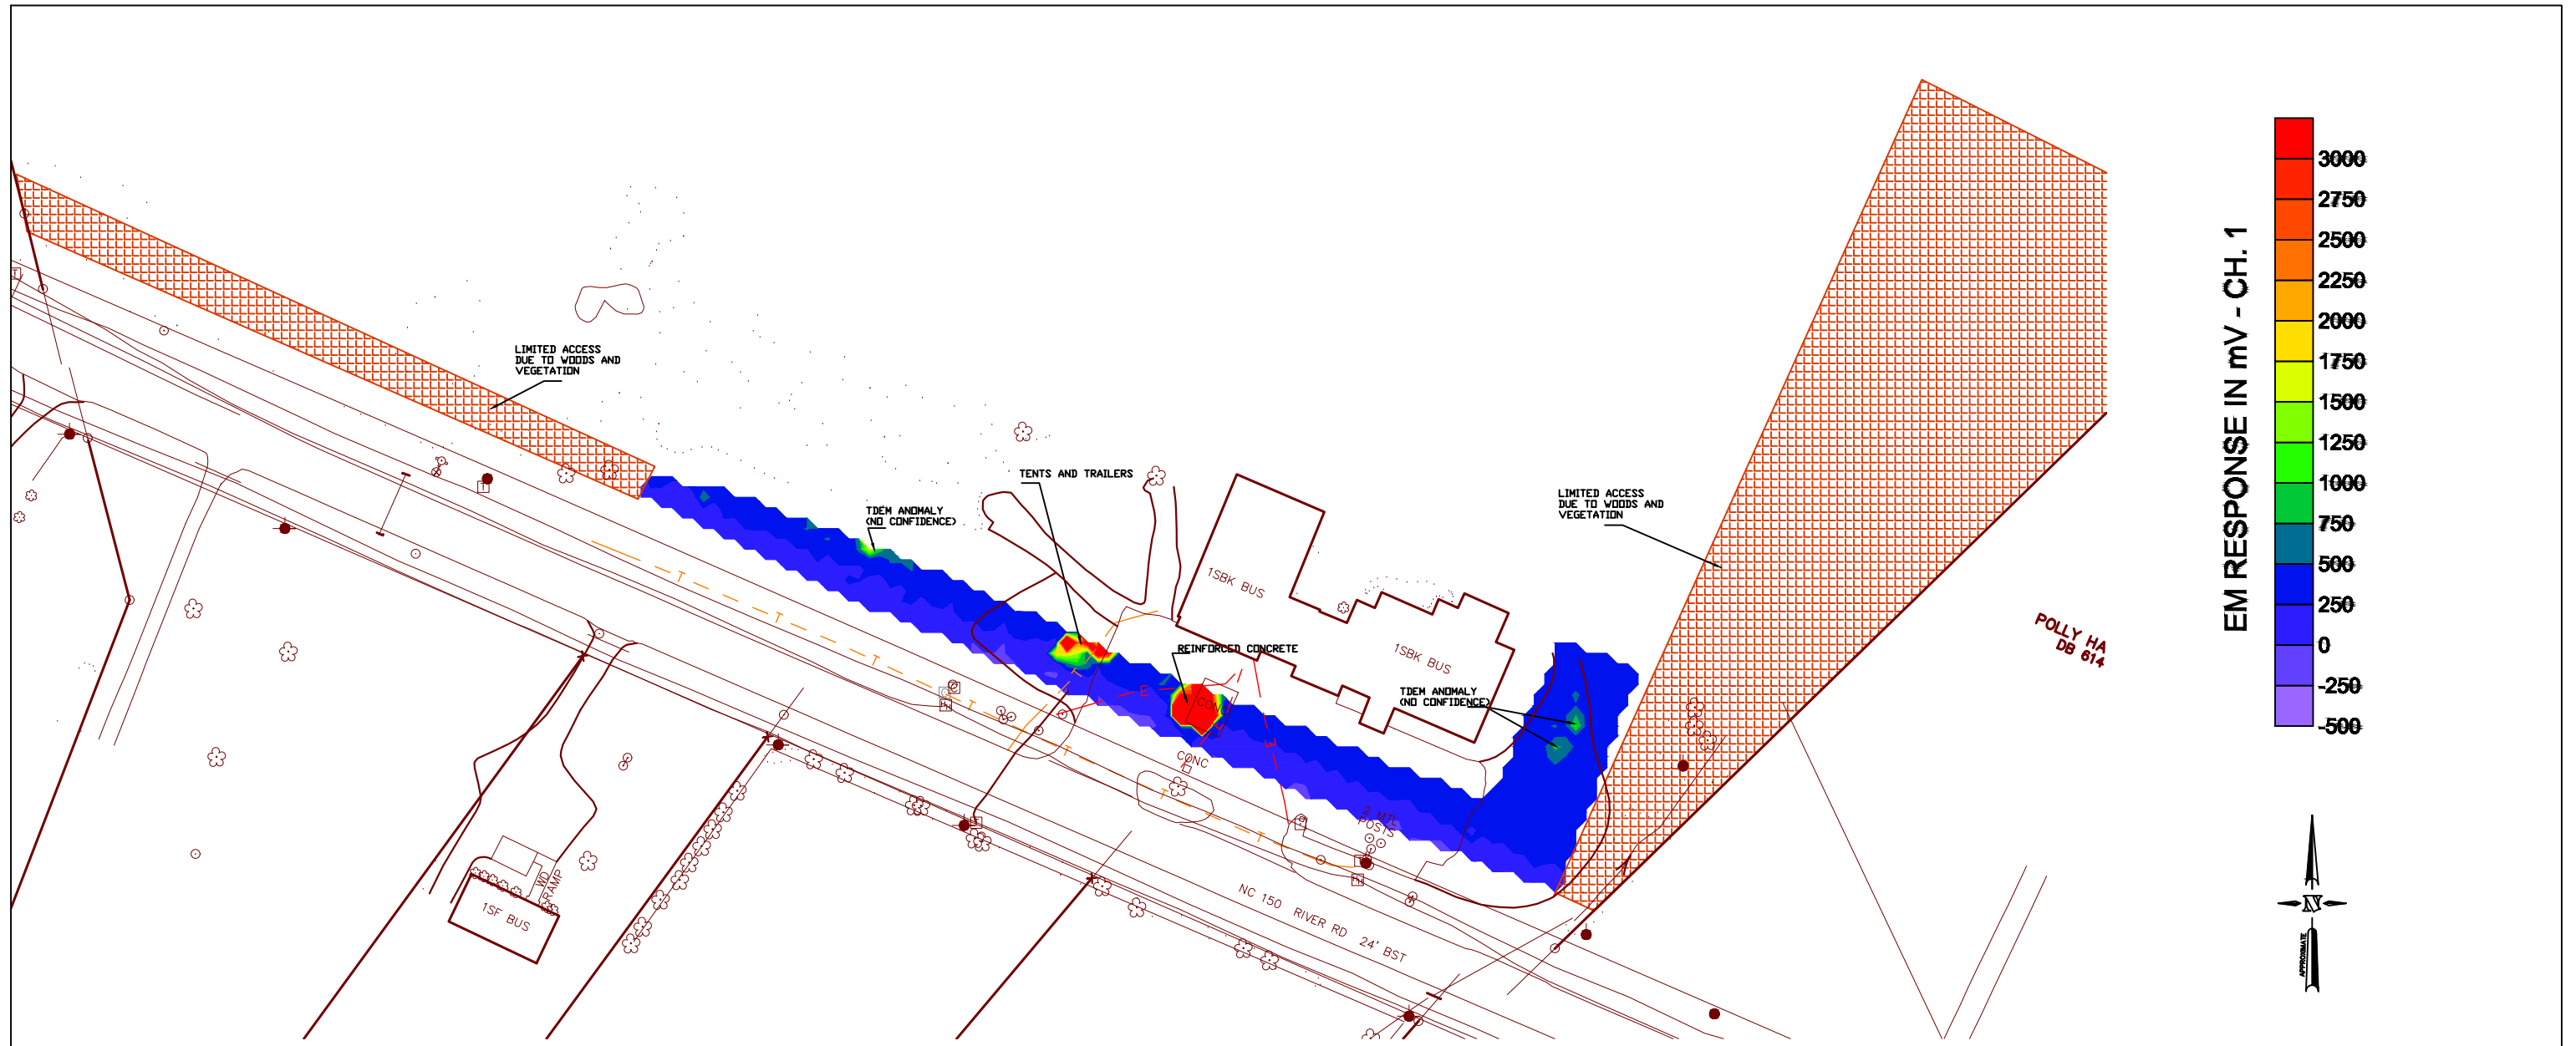 LIMITED ACCESS
DUE TO WOODS AND
VEGETATION
TDEM ANOMALY
(NO CONFIDENCE)
TENTS AND TRAILERS
1SBK BUS
REINFORCED CONCRETE
1SBK BUS
TDEM ANOMALY
(NO CONFIDENCE)
LIMITED ACCESS
DUE TO WOODS AND
VEGETATION
POLLY HA
DB 614
T
T
T
T
T
T
T
T
E
E
CONC
2 MTL
POSTS
NC 150 RIVER RD 24' BST
WD
RAMP
1SF BUS
EM RESPONSE IN mV - CH. 1
3000
2750
2500
2250
2000
1750
1500
1250
1000
750
500
250
0
-250
-500
N
APPROXIMATE